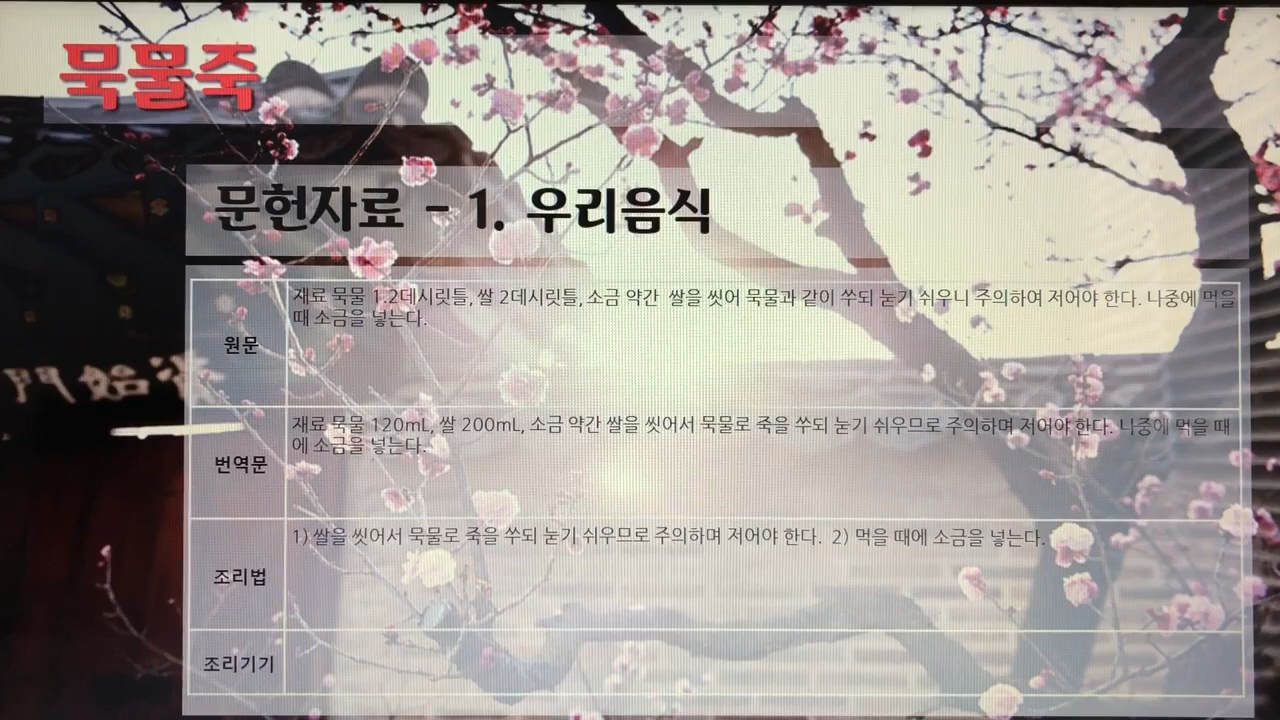 묵물죽
문헌자료 - 1. 우리음식
원문
재료 묵물 1.2데시릿틀, 쌀 2데시릿틀, 소금 약간 쌀을 씻어 묵물과 같이 쑤되 눋기 쉬우니 주의하여 저어야 한다. 나중에 먹을
때 소금을 넣는다.
번역문
재료 묵물 120mL, 쌀 200mL, 소금 약간 쌀을 씻어서 묵물로 죽을 쑤되 눋기 쉬우므로 주의하며 저어야 한다. 나중에 먹을 때
에 소금을 넣는다.
조리법
1) 쌀을 씻어서 묵물로 죽을 쑤되 눋기 쉬우므로 주의하며 저어야 한다. 2) 먹을 때에 소금을 넣는다.
조리기기
門始